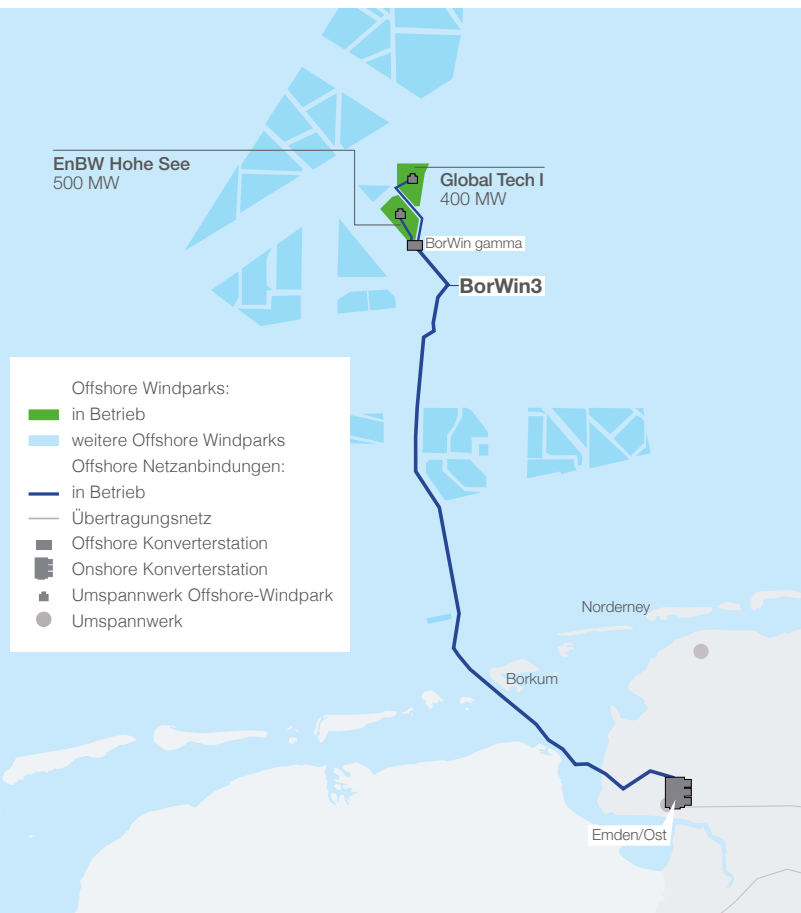 EnBW Hohe See
500 MW
Global Tech I
400 MW
BorWin gamma
BorWin3
Offshore Windparks:
in Betrieb
weitere Offshore Windparks
Offshore Netzanbindungen:
in Betrieb
Übertragungsnetz
Offshore Konverterstation
Onshore Konverterstation
Umspannwerk Offshore-Windpark
Umspannwerk
Norderney
Borkum
Emden/Ost